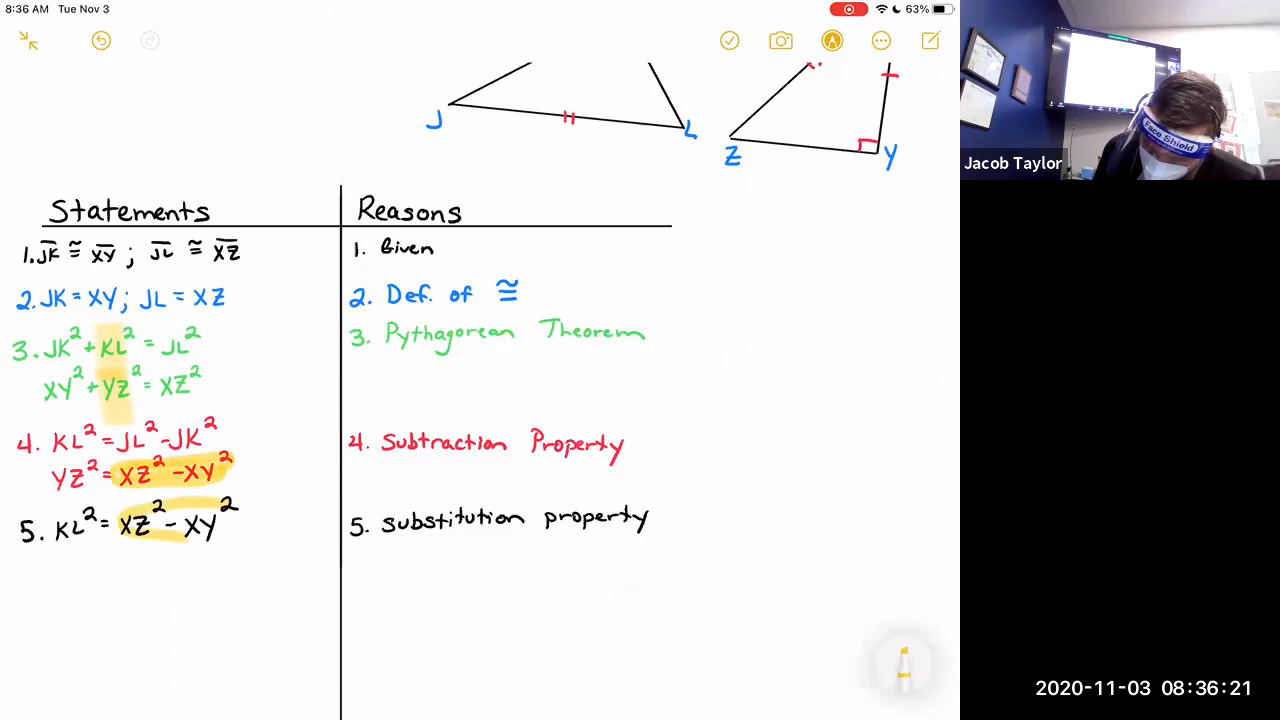 8:36 AM Tue Nov 3
63%
J
L
Z
Y
Statements
Reasons
1. JK ≅ XY ; JL ≅ XZ
1. Given
2. JK = XY; JL = XZ
2. Def. of ≅
3. JK² + KL² = JL²
3. Pythagorean Theorem
XY² + YZ² = XZ²
4. KL² = JL² - JK²
4. Subtraction Property
YZ² = XZ² - XY²
5. KL² = XZ² - XY²
5. substitution property
Face Shield
Jacob Taylor
2020-11-03 08:36:21